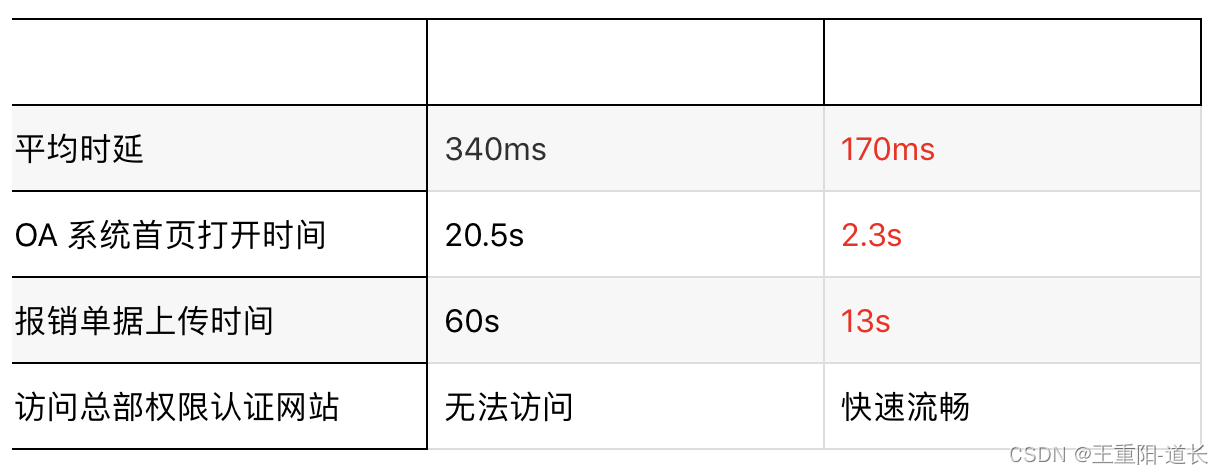 平均时延 340ms 170ms
OA 系统首页打开时间 20.5s 2.3s
报销单据上传时间 60s 13s
访问总部权限认证网站 无法访问 快速流畅
CSDN @王重阳-道长